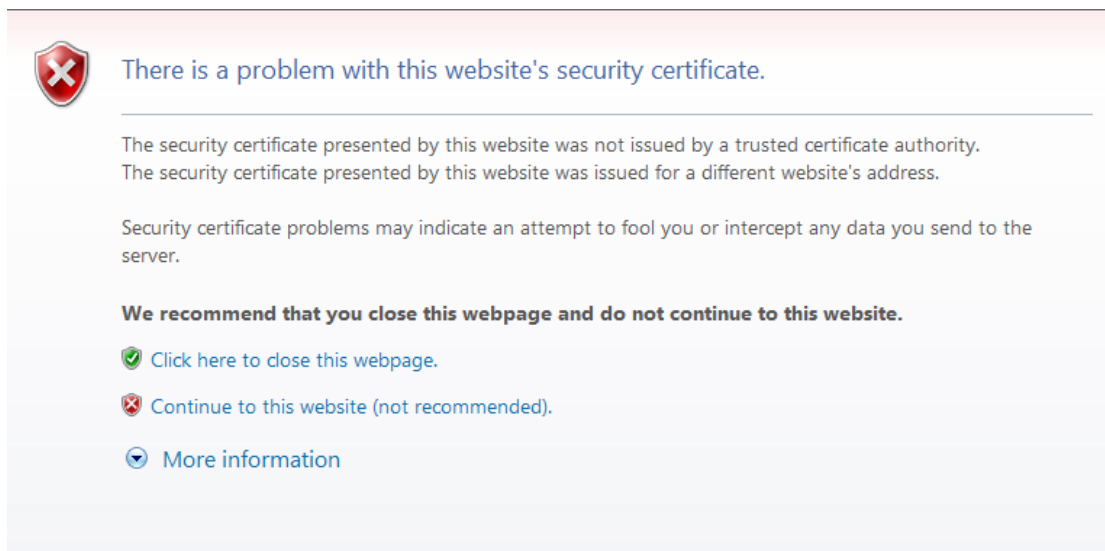 There is a problem with this website's security certificate.
The security certificate presented by this website was not issued by a trusted certificate authority.
The security certificate presented by this website was issued for a different website's address.
Security certificate problems may indicate an attempt to fool you or intercept any data you send to the
server.
We recommend that you close this webpage and do not continue to this website.
Click here to close this webpage.
Continue to this website (not recommended).
More information